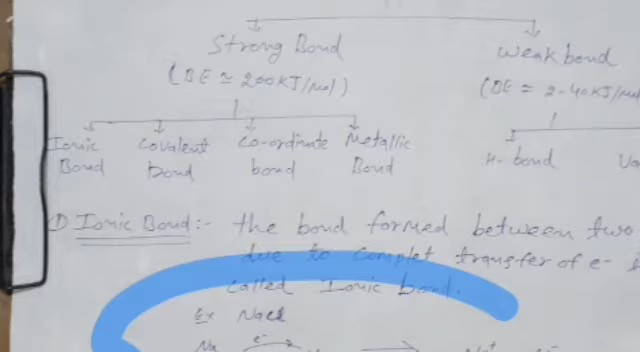 Strong Bond
weak bond
(BE ≃ 200KJ/mol)
(BE ≃ 2-40KJ/mol
Ionic Bond
Covalent bond
Co-ordinate bond
Metallic Bond
H-bond
① Ionic Bond:- the bond formed between two
due to complet transfer of e-
called Ionic bond.
Ex Nacl
Na e-